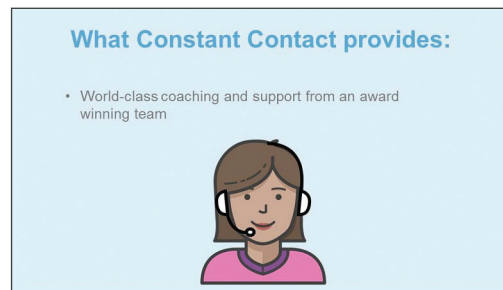 What Constant Contact provides:
• World-class coaching and support from an award
winning team